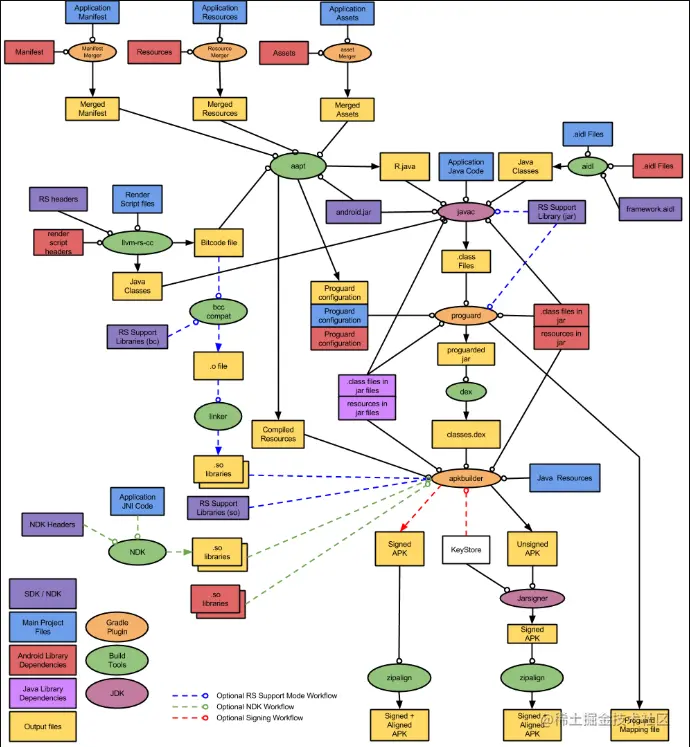 Application
Manifest
Application
Resources
Application
Assets
Manifest
Manifest
Merger
Resources
Resource
Merger
Assets
asset
Merger
Merged
Manifest
Merged
Resources
Merged
Assets
.aidl Files
aapt
R.java
Application
Java Code
Java
Classes
aidl
.aidl Files
RS headers
Render
Script files
android.jar
javac
RS Support
Library (jar)
framework.aidl
render
script
headers
llvm-rs-cc
Bitcode file
Java
Classes
.class
Files
Proguard
configuration
Proguard
configuration
Proguard
configuration
bcc
compat
proguard
.class files in
jar
resources in
jar
RS Support
Libraries (bc)
.o file
proguarded
jar
.class files in
jar files
resources in
jar files
dex
linker
Compiled
Resources
classes.dex
.so
libraries
apkbuilder
Java Resources
RS Support
Libraries (so)
Application
JNI Code
NDK Headers
NDK
.so
libraries
Signed
APK
KeyStore
Unsigned
APK
.so
libraries
Jarsigner
SDK / NDK
Main Project
Files
Gradle
Plugin
Signed
APK
Android Library
Dependencies
Build
Tools
zipalign
zipalign
Java Library
Dependencies
JDK
Optional RS Support Mode Workflow
Optional NDK Workflow
Optional Signing Workflow
Output files
Signed +
Aligned
APK
Signed +
Aligned
APK
Proguard
Mapping file
@稀土掘金技术社区